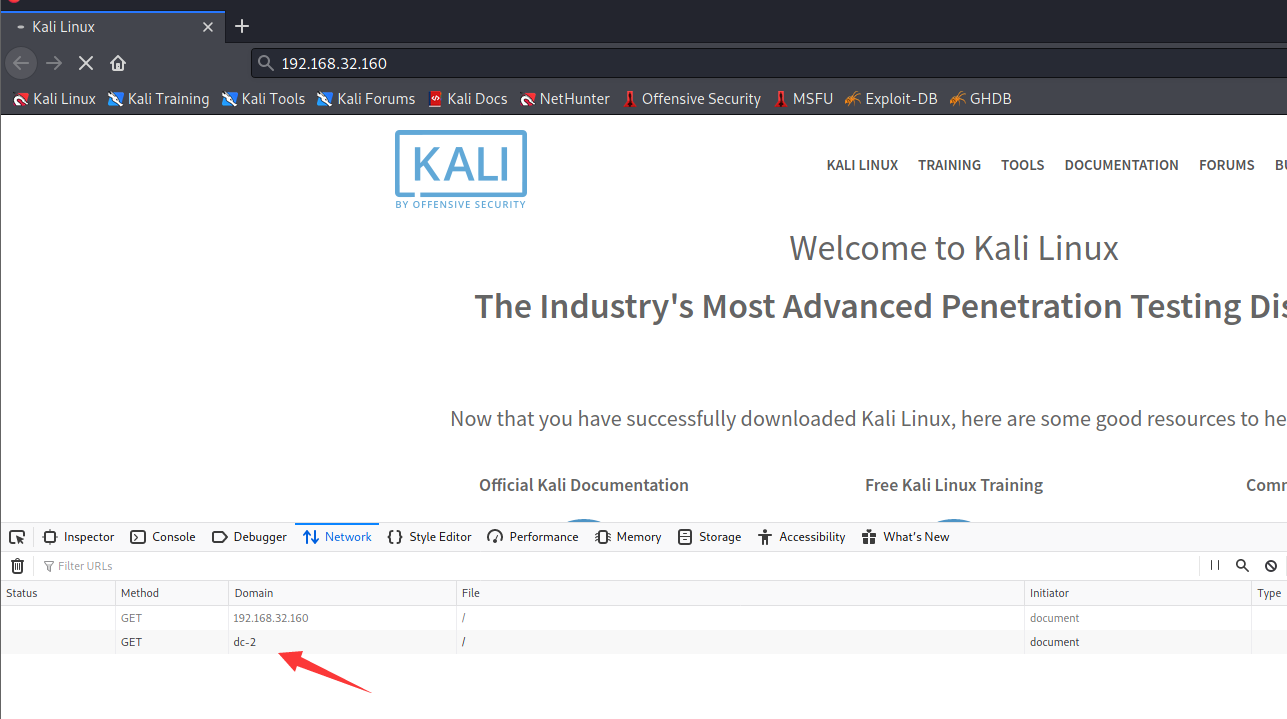 Kali Linux
192.168.32.160
Kali Linux Kali Training Kali Tools Kali Forums Kali Docs NetHunter Offensive Security MSFU Exploit-DB GHDB
KALI
BY OFFENSIVE SECURITY
KALI LINUX TRAINING TOOLS DOCUMENTATION FORUMS BU
Welcome to Kali Linux
The Industry's Most Advanced Penetration Testing Dis
Now that you have successfully downloaded Kali Linux, here are some good resources to he
Official Kali Documentation Free Kali Linux Training Comm
Inspector Console Debugger Network Style Editor Performance Memory Storage Accessibility What's New
Filter URLs
Status Method Domain File Initiator Type
GET 192.168.32.160 / document
GET dc-2 / document